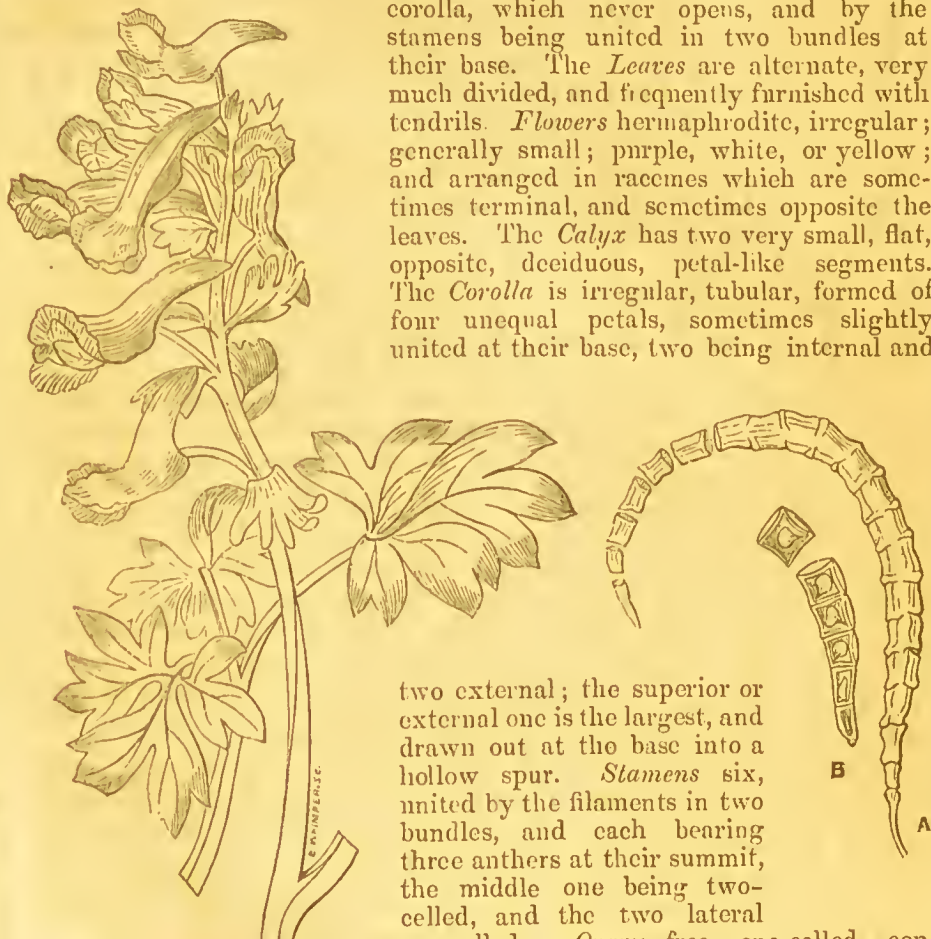 corolla, which never opens, and by the
stamens being united in two bundles at
their base. The Leaves are alternate, very
much divided, and frequently furnished with
tendrils. Flowers hermaphrodite, irregular;
generally small; purple, white, or yellow;
and arranged in racemes which are some-
times terminal, and sometimes opposite the
leaves. The Calyx has two very small, flat,
opposite, deciduous, petal-like segments.
The Corolla is irregular, tubular, formed of
four unequal petals, sometimes slightly
united at their base, two being internal and
two external; the superior or
external one is the largest, and
drawn out at the base into a
hollow spur. Stamens six,
united by the filaments in two
bundles, and each bearing
three anthers at their summit,
the middle one being two-
celled, and the two lateral
free
B
A